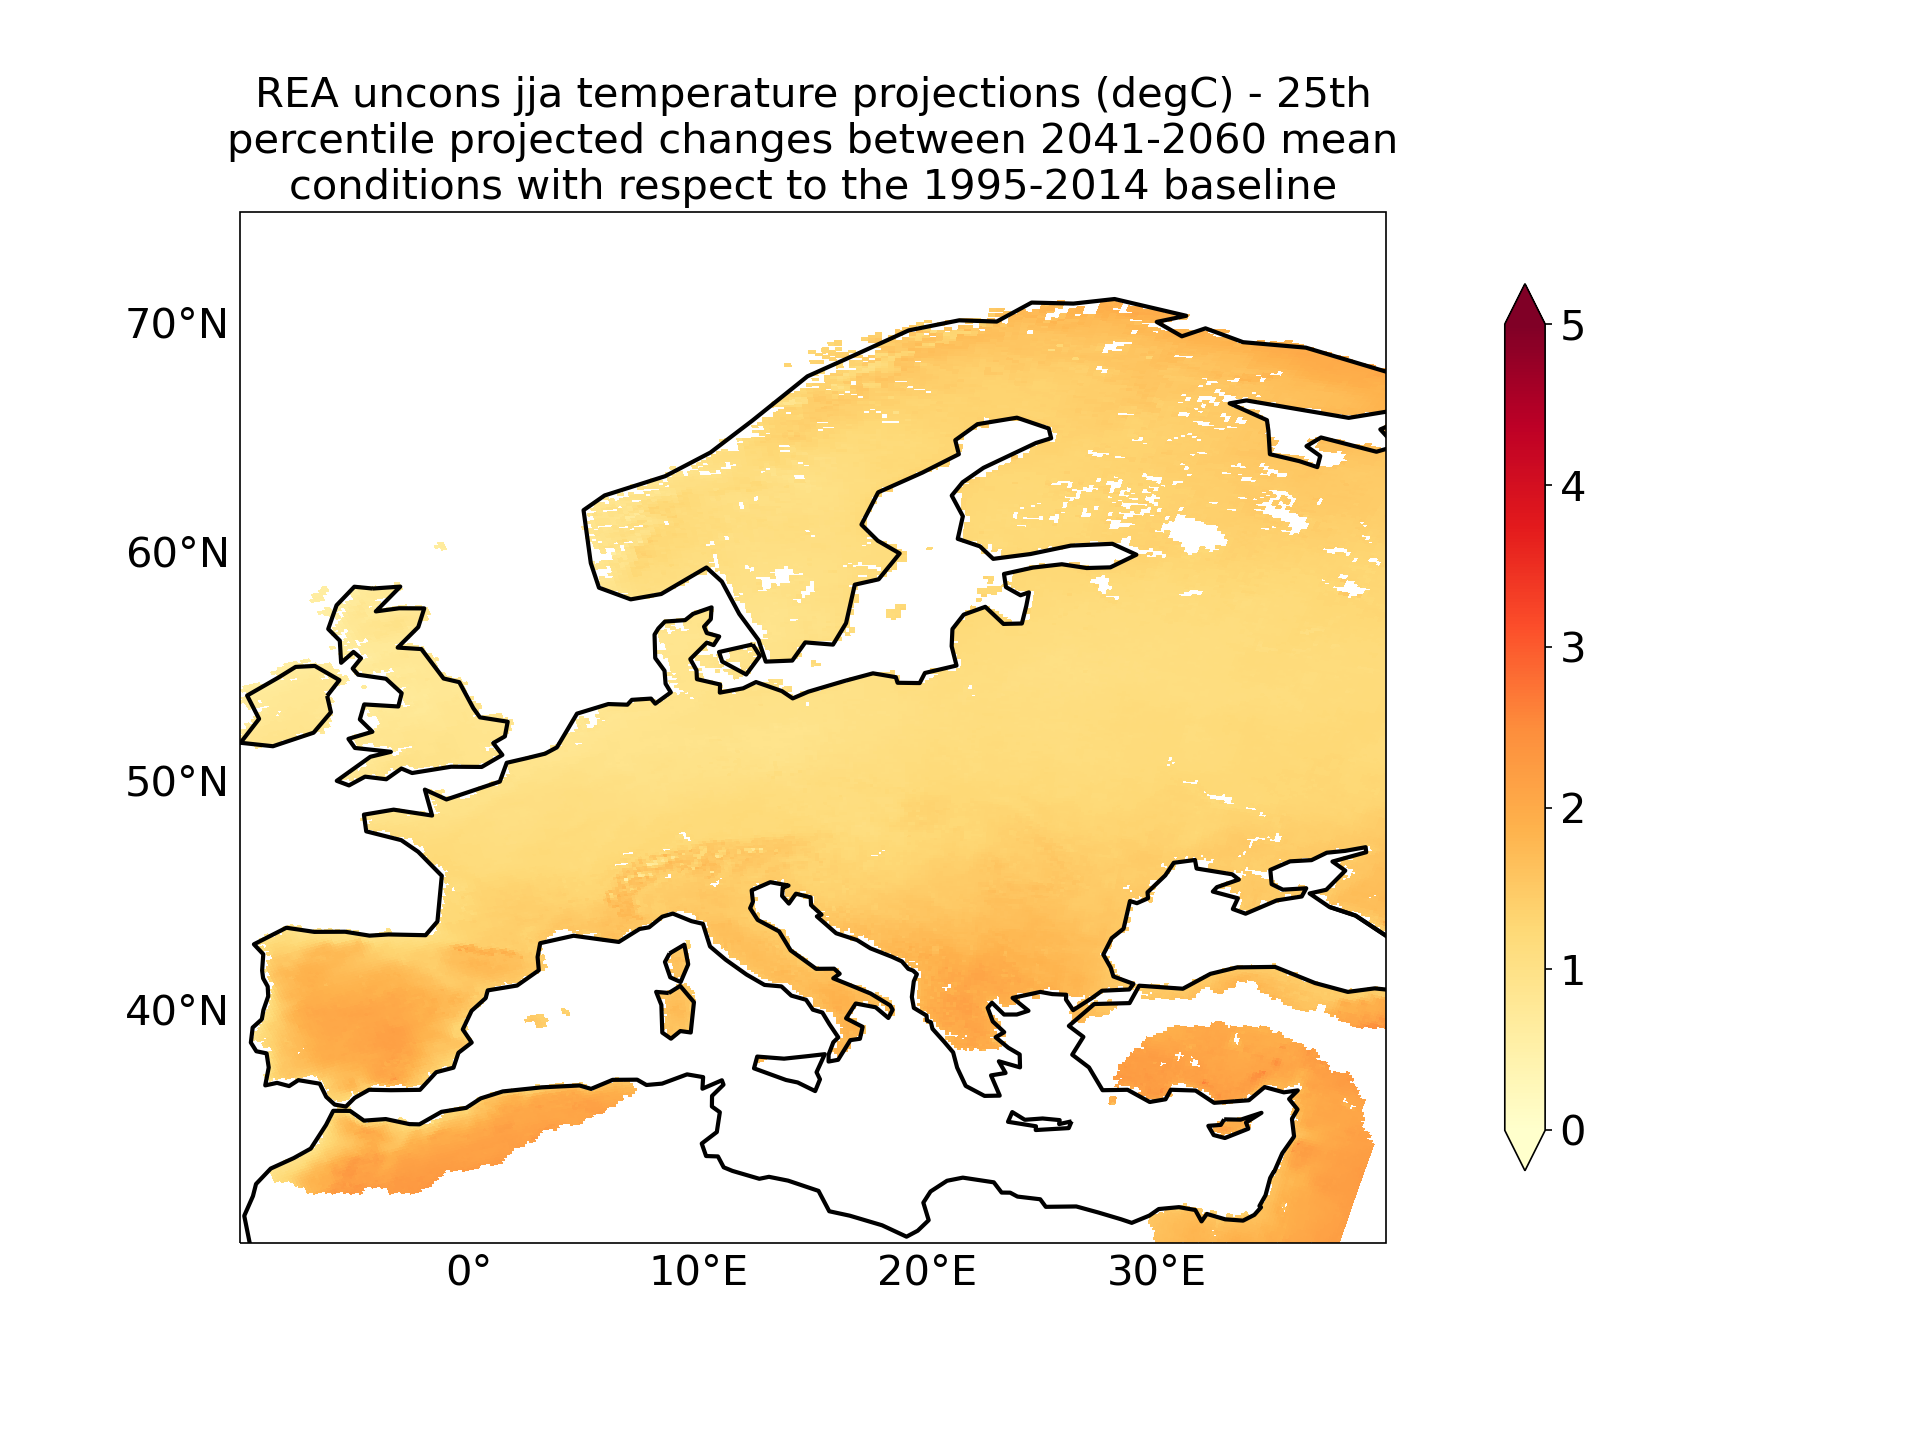 REA uncons jja temperature projections (degC) - 25th
percentile projected changes between 2041-2060 mean
conditions with respect to the 1995-2014 baseline
70°N
60°N
50°N
40°N
0°
10°E
20°E
30°E
5
4
3
2
1
0